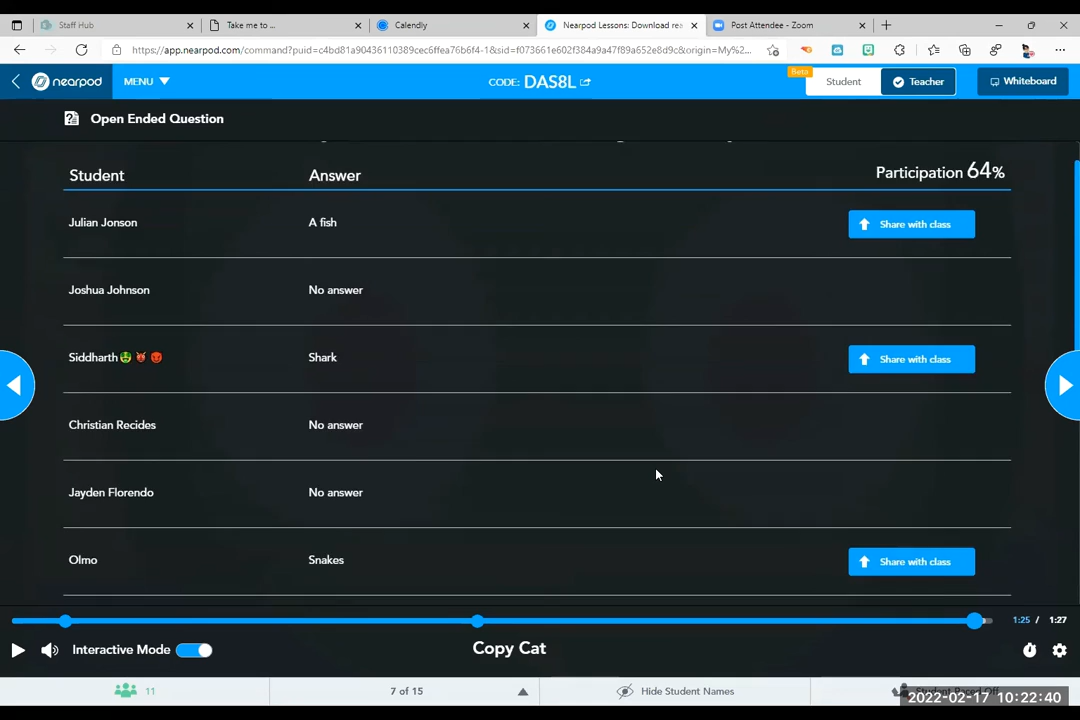 Staff Hub
Take me to ...
Calendly
Nearpod Lessons: Download rea
Post Attendee - Zoom
https://app.nearpod.com/command?puid=c4bd81a90436110389cec6ffea76b6f4-1&sid=f073661e602f384a9a47f89a652e8d9c&origin=My%2...
nearpod
MENU
CODE: DAS8L
Beta
Student
Teacher
Whiteboard
Open Ended Question
Student
Answer
Participation 64%
Julian Jonson
A fish
Share with class
Joshua Johnson
No answer
Siddharth
Shark
Share with class
Christian Recides
No answer
Jayden Florendo
No answer
Olmo
Snakes
Share with class
1:25 / 1:27
Interactive Mode
Copy Cat
11
7 of 15
Hide Student Names
2022-02-17 10:22:40